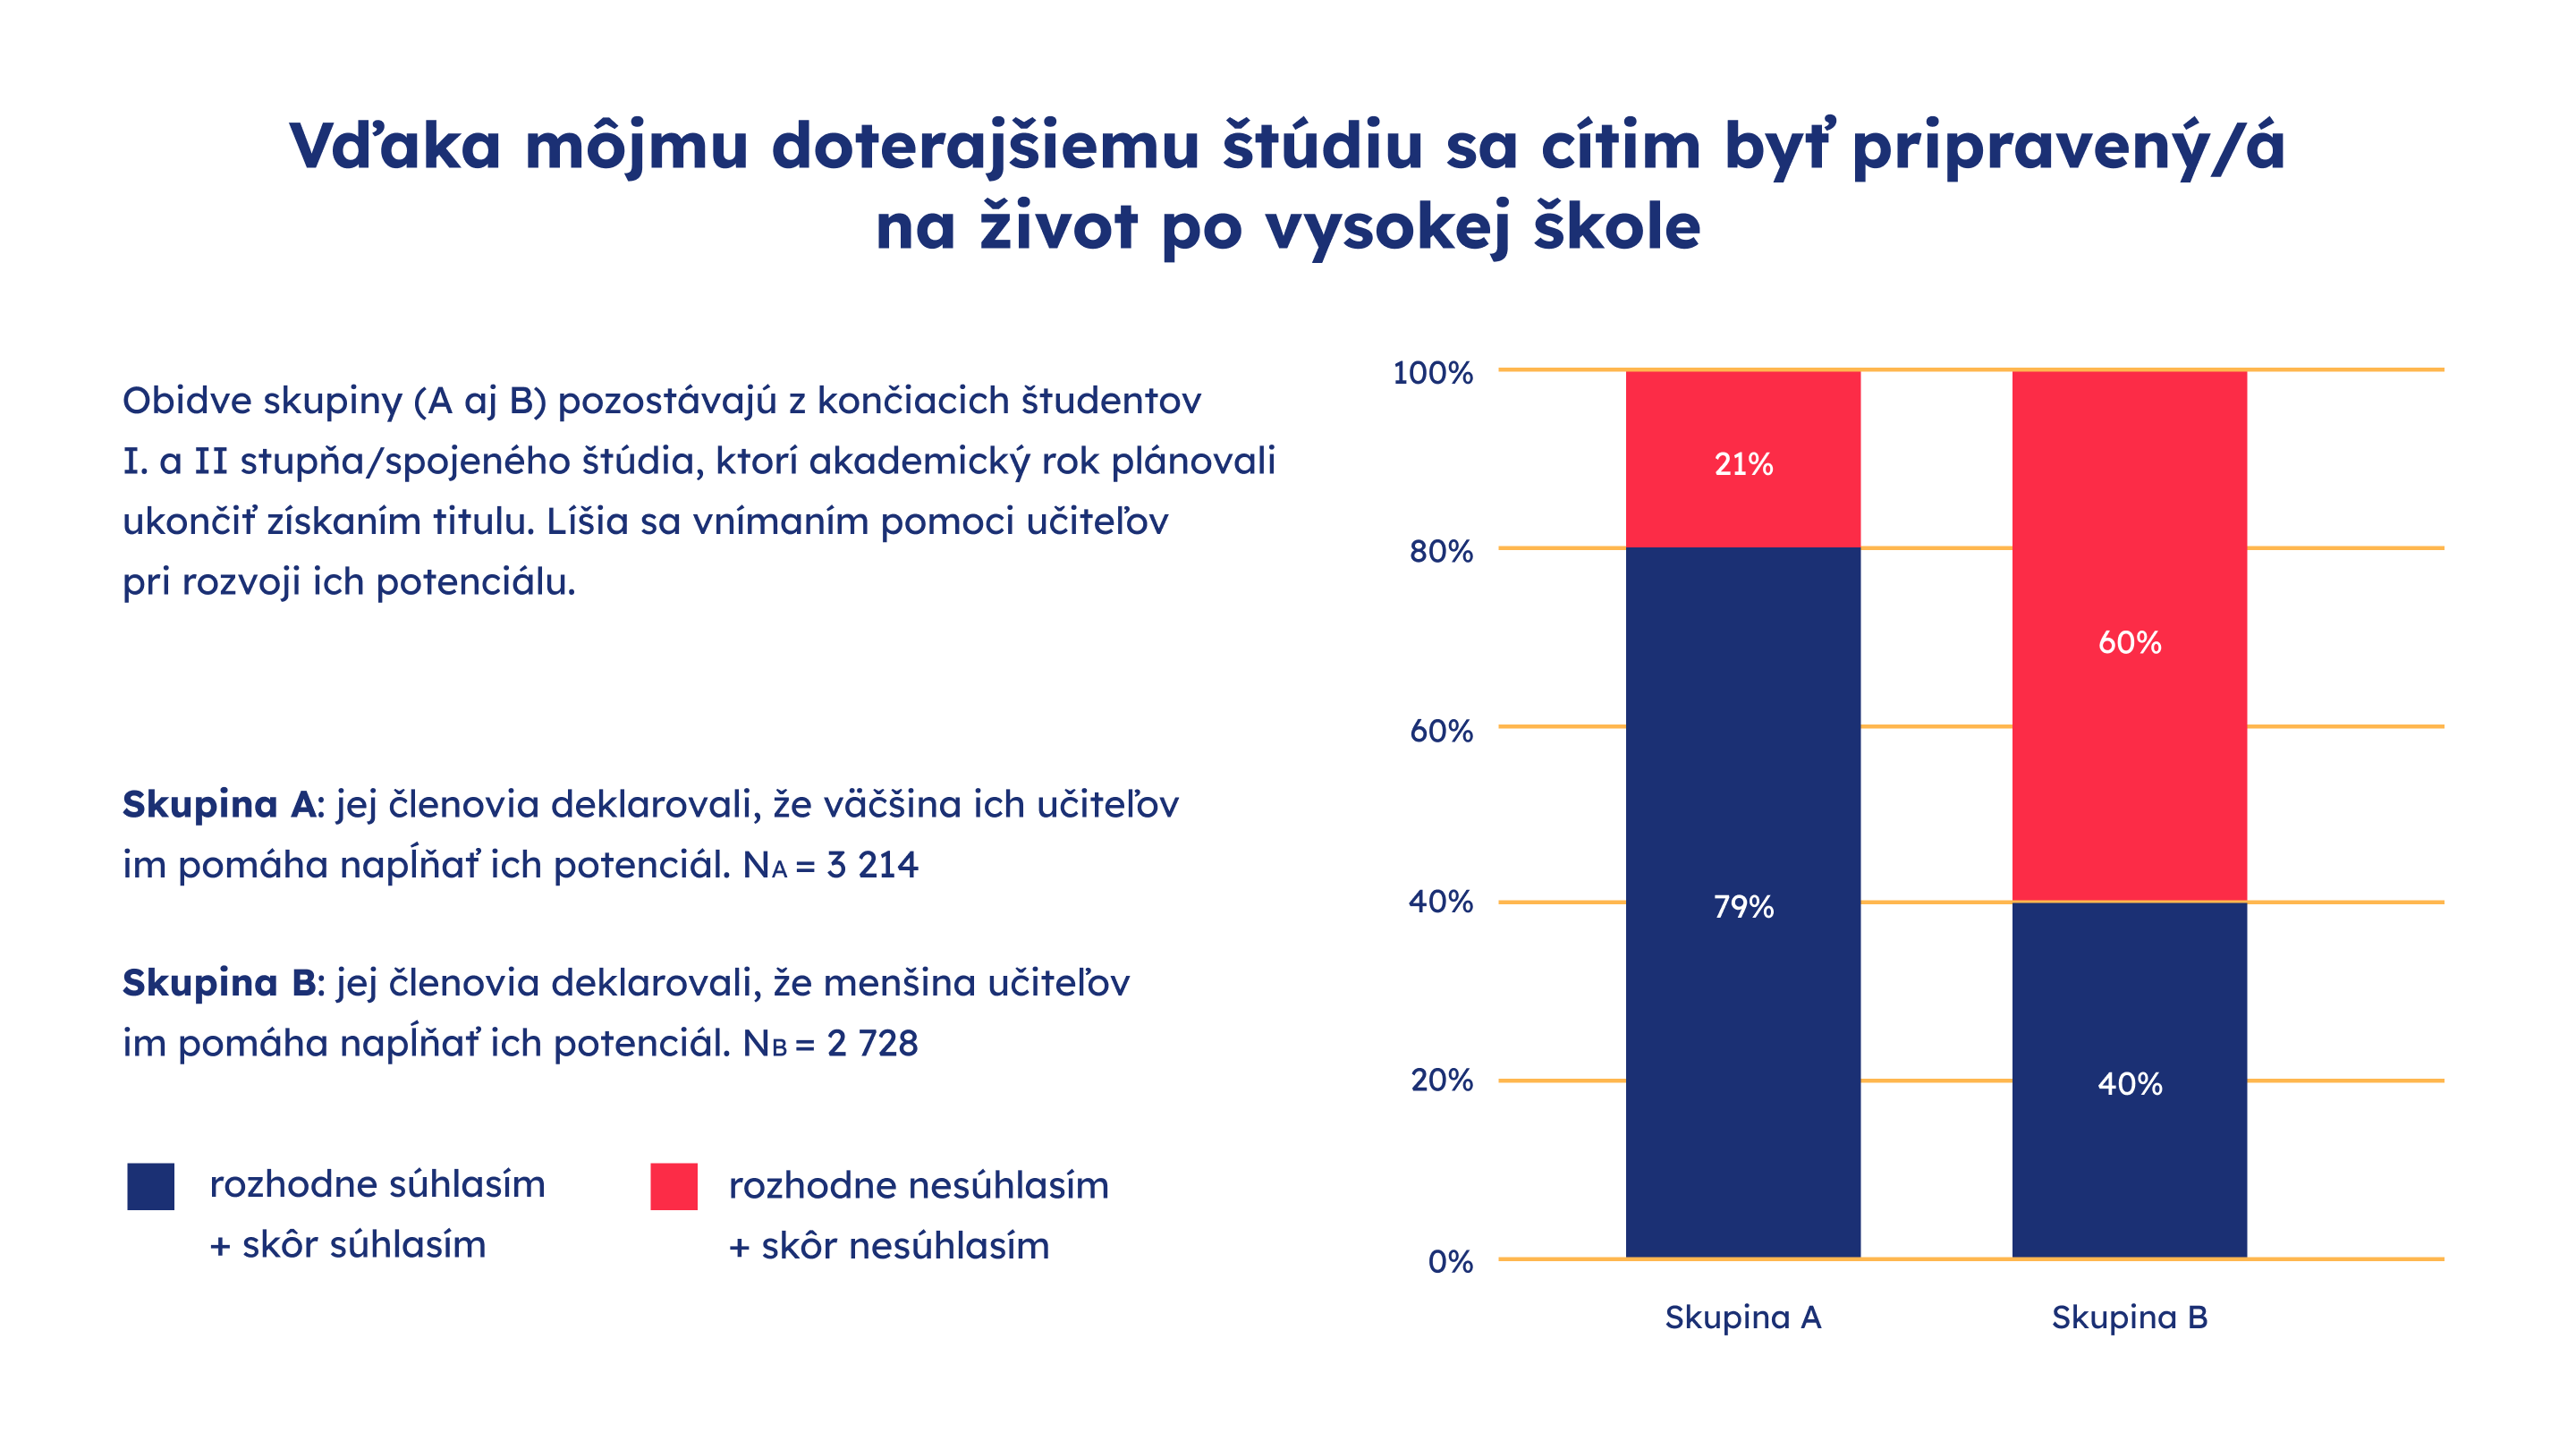 Vďaka môjmu doterajšiemu štúdiu sa cítim byť pripravený/á
na život po vysokej škole
Obidve skupiny (A aj B) pozostávajú z končiacich študentov
I. a II stupňa/spojeného štúdia, ktorí akademický rok plánovali
ukončiť získaním titulu. Líšia sa vnímaním pomoci učiteľov
pri rozvoji ich potenciálu.
Skupina A: jej členovia deklarovali, že väčšina ich učiteľov
im pomáha napĺňať ich potenciál. NA = 3 214
Skupina B: jej členovia deklarovali, že menšina učiteľov
im pomáha napĺňať ich potenciál. NB = 2 728
rozhodne súhlasím
+ skôr súhlasím
rozhodne nesúhlasím
+ skôr nesúhlasím
100%
80%
60%
40%
20%
0%
21%
79%
60%
40%
Skupina A
Skupina B